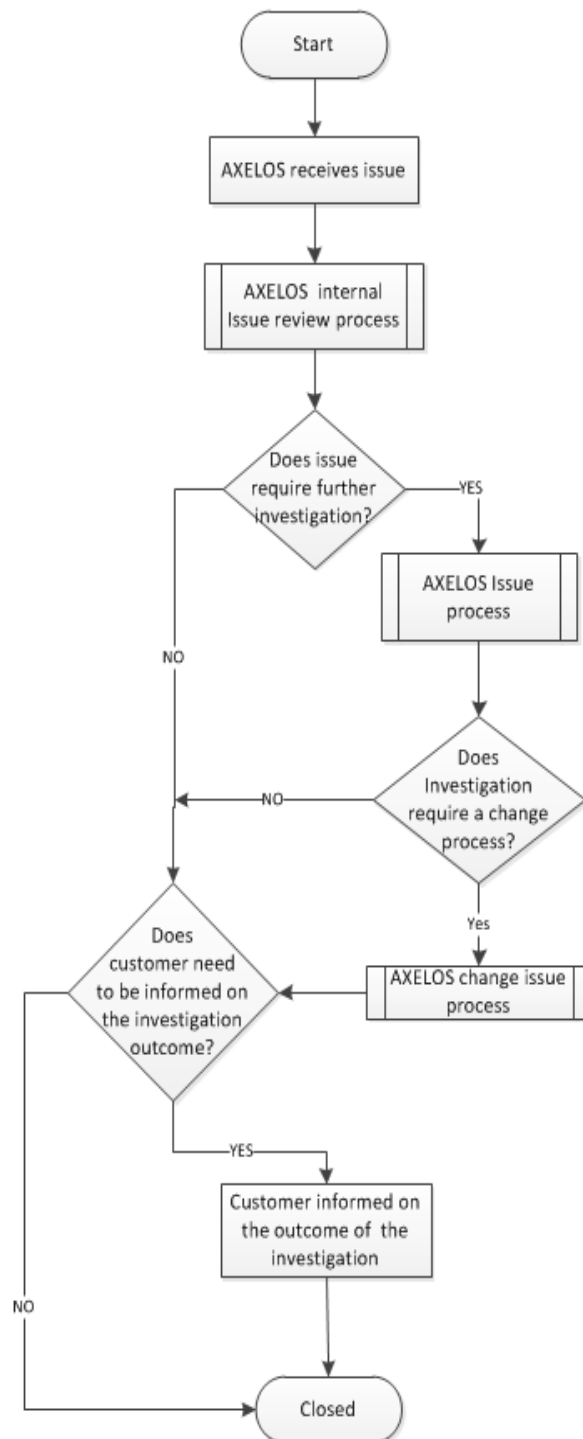 Start
AXELOS receives issue
AXELOS internal
Issue review process
Does issue
require further
investigation?
YES
AXELOS Issue
process
NO
Does
Investigation
require a change
process?
NO
Yes
AXELOS change issue
process
Does
customer need
to be informed on
the investigation
outcome?
YES
Customer informed on
the outcome of the
investigation
NO
Closed